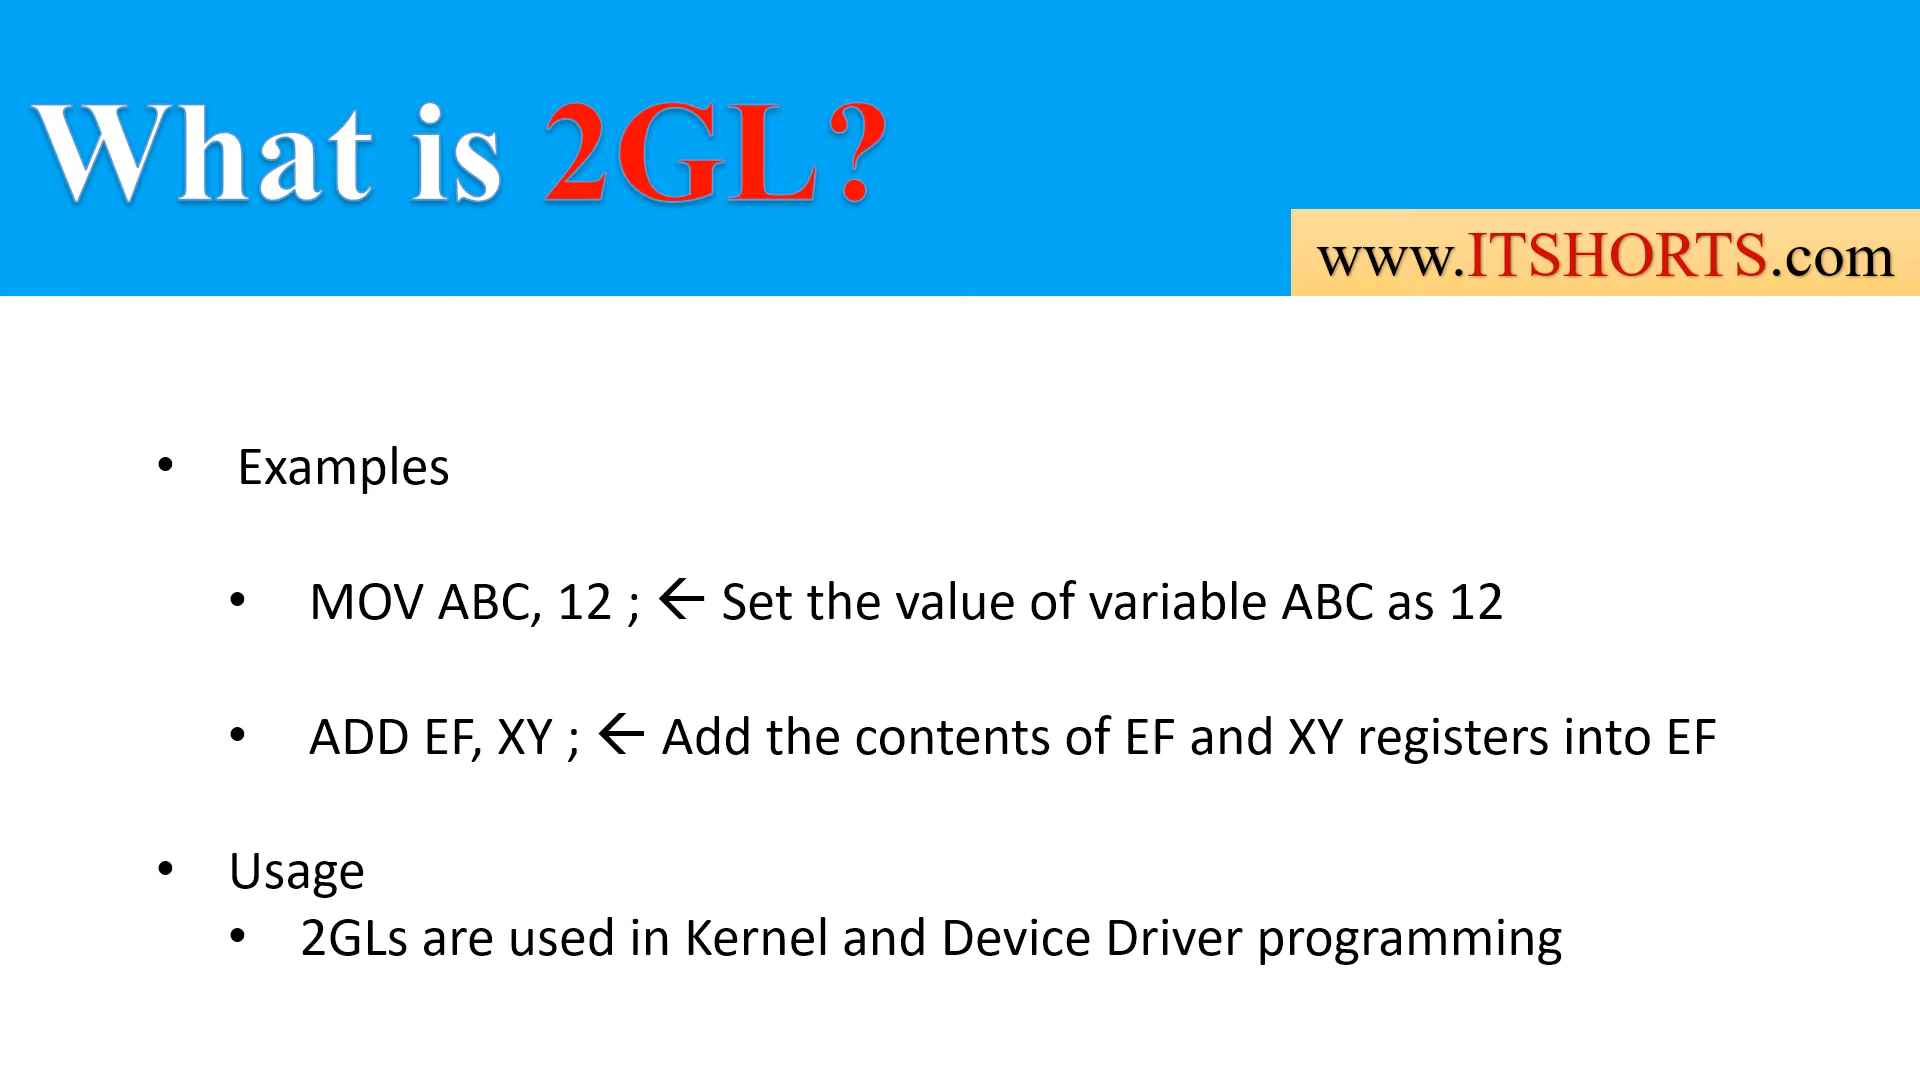 What is 2GL?
www.ITSHORTS.com
• Examples
• MOV ABC, 12 ; ← Set the value of variable ABC as 12
• ADD EF, XY ; ← Add the contents of EF and XY registers into EF
• Usage
• 2GLs are used in Kernel and Device Driver programming